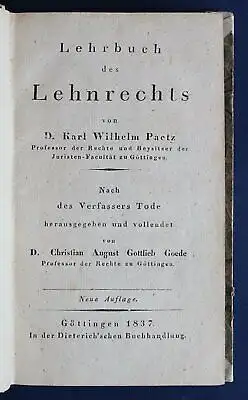 Lehrbuch
des
Lehnrechts
von
D. Karl Wilhelm Paetz
Professor der Rechte und Beysitzer der
Juristen-Facultät zu Göttingen.
Nach
des Verfassers Tode
herausgegeben und vollendet
von
D. Christian August Gottlieb Goede
Professor der Rechte zu Göttingen.
Neue Auflage.
Göttingen 1837.
In der Dieterich'schen Buchhandlung.